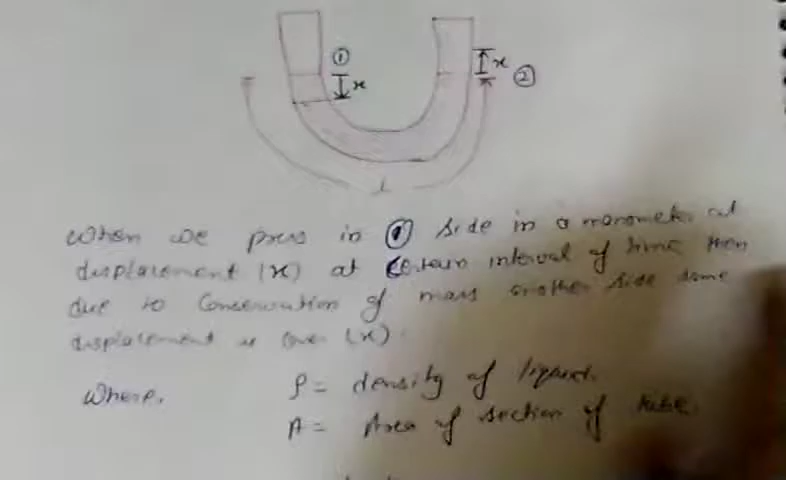 ①
x
x
②
L
When we press in ① side in a manometer at
displacement (x) at certain interval of time then
due to conservation of mass another side same
displacement is (x).
Where, ρ = density of liquid.
A = Area of section of tube.